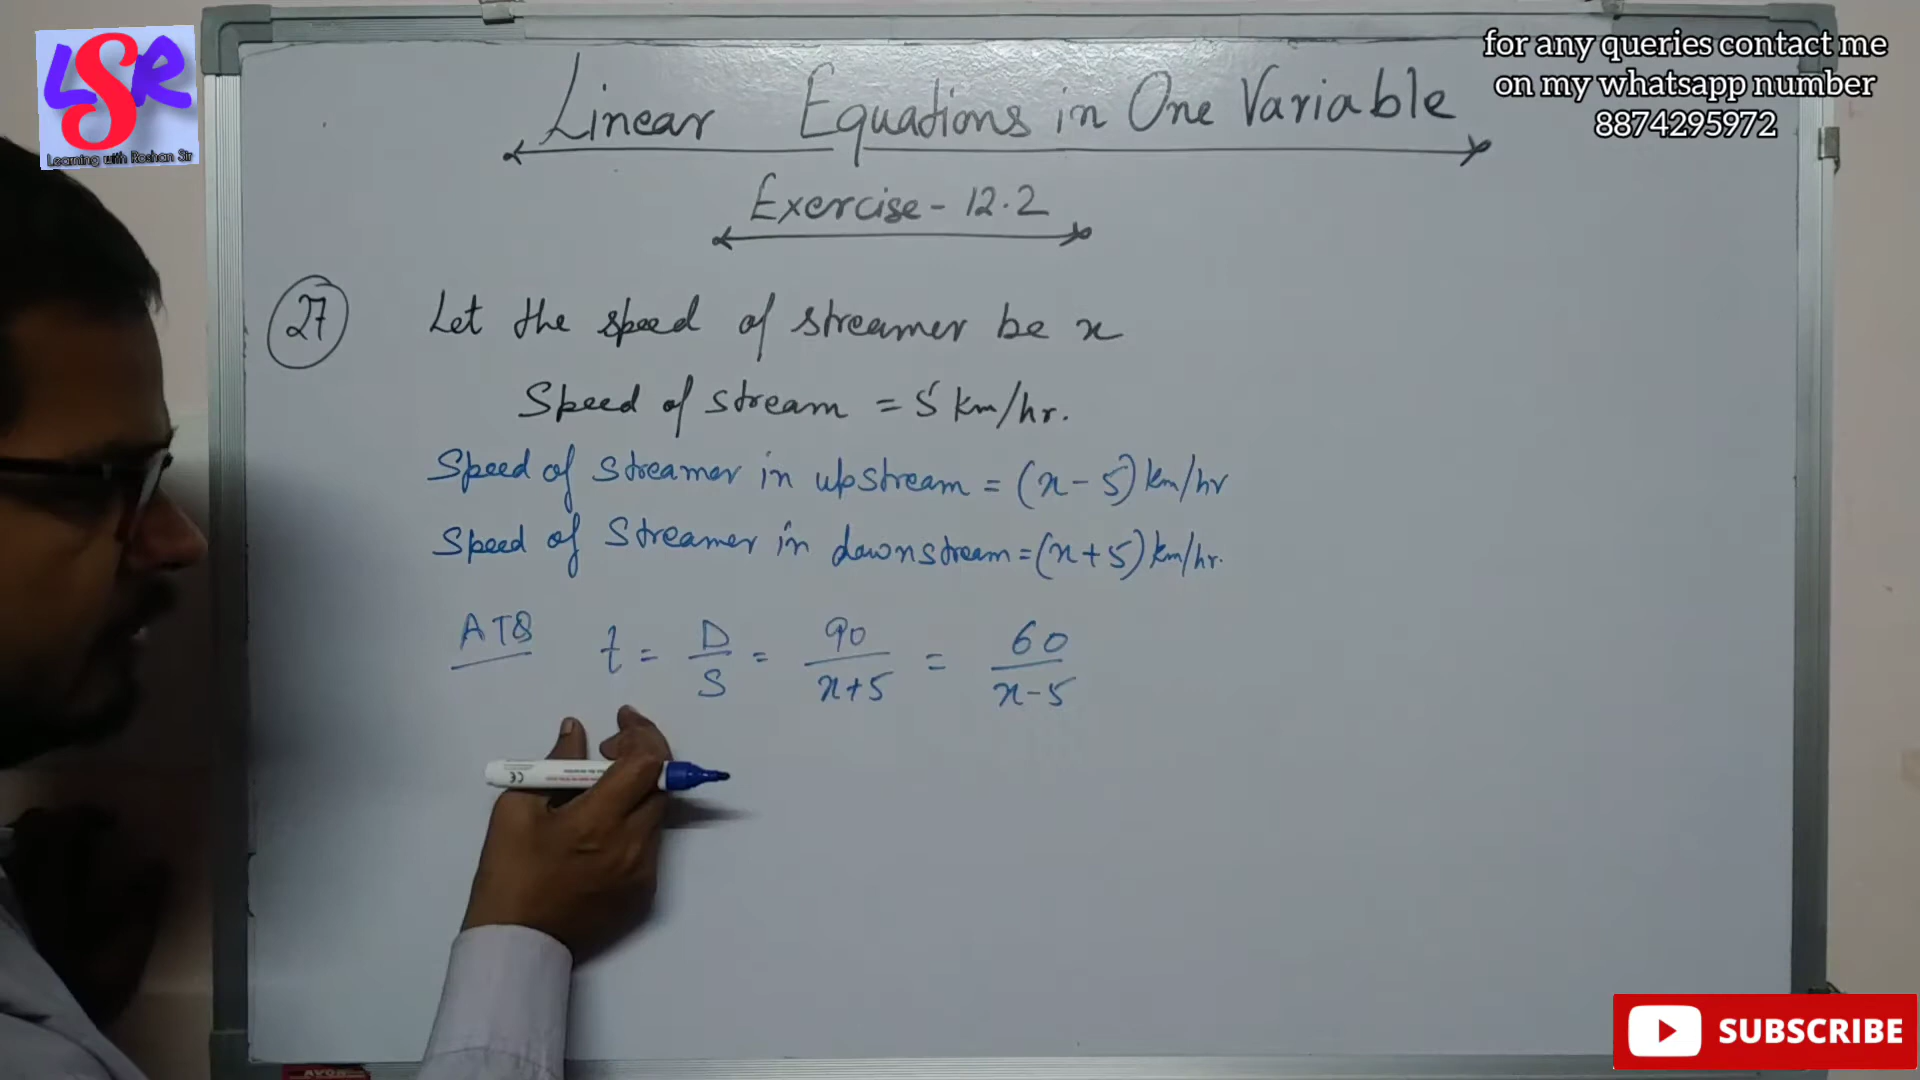 LSR
Learning with Roshan Sir
for any queries contact me
on my whatsapp number
8874295972
Linear Equations in One Variable
Exercise - 12.2
27 Let the speed of streamer be x
Speed of stream = 5 km/hr.
Speed of streamer in upstream = (x - 5) km/hr
Speed of Streamer in downstream = (x + 5) km/hr.
ATQ t = D/S = 90/x+5 = 60/x-5
CE
SUBSCRIBE